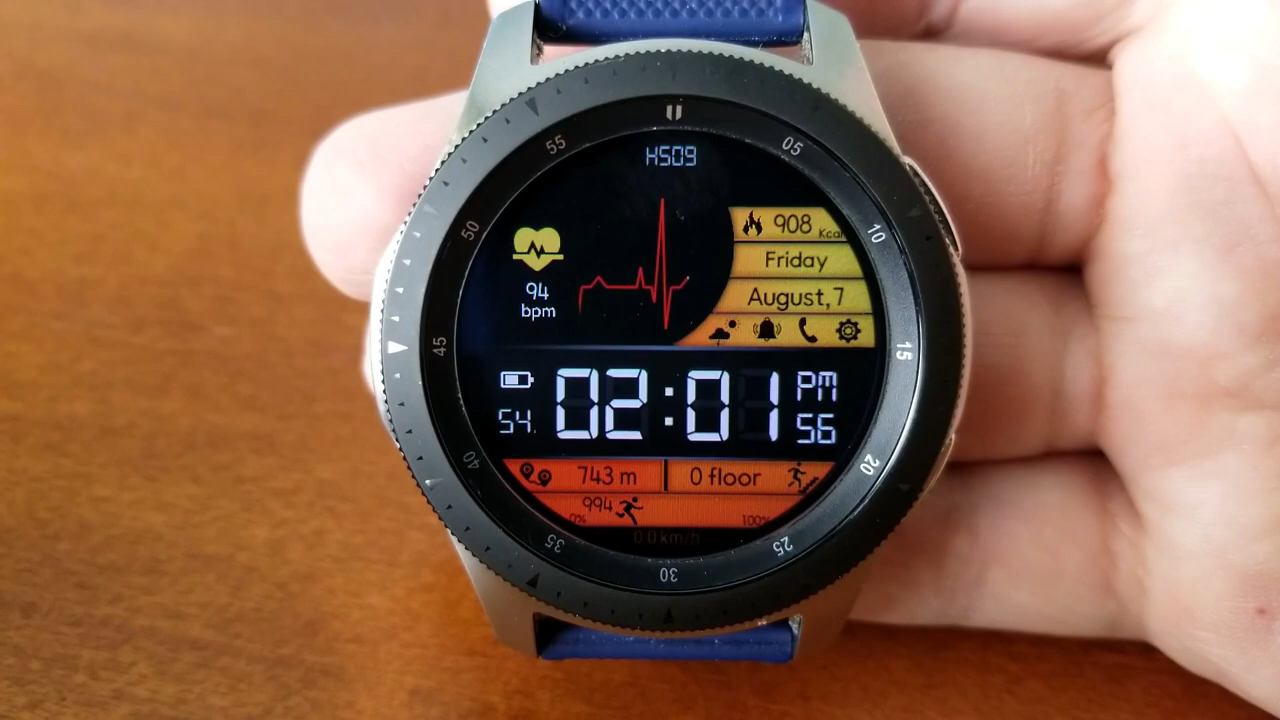 HS09
908 Kcal
Friday
August,7
94
bpm
02:01 PM
54.
56
743 m
0 floor
994
0%
100%
0.0 km/h
05
10
15
20
25
30
35
40
45
50
55